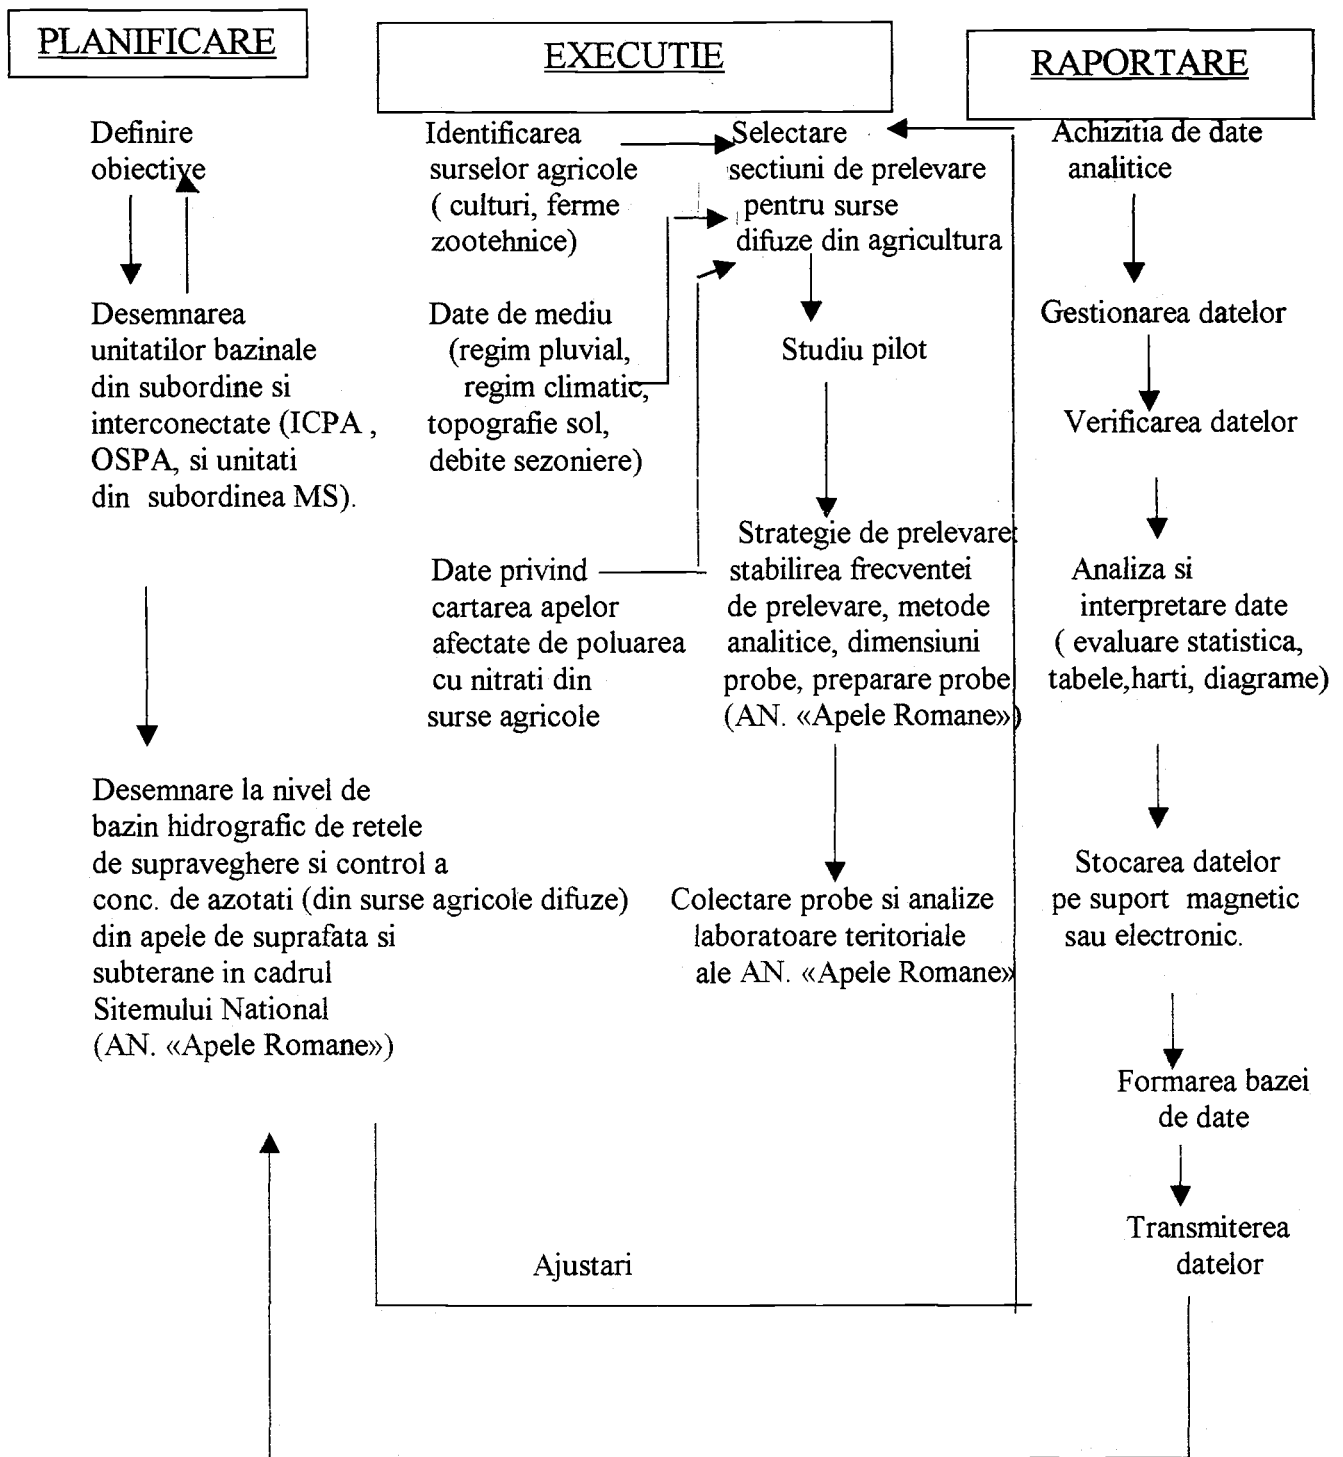 PLANIFICARE
Definire
obiective
Desemnarea
unitatilor bazinale
din subordine si
interconectate (ICPA ,
OSPA, si unitati
din subordinea MS).
Desemnare la nivel de
bazin hidrografic de retele
de supraveghere si control a
conc. de azotati (din surse agricole difuze)
din apele de suprafata si
subterane in cadrul
Sitemului National
(AN. «Apele Romane»)
EXECUTIE
Identificarea
surselor agricole
( culturi, ferme
zootehnice)
Date de mediu
(regim pluvial,
regim climatic,
topografie sol,
debite sezoniere)
Date privind
cartarea apelor
afectate de poluarea
cu nitrati din
surse agricole
Selectare
sectiuni de prelevare
pentru surse
difuze din agricultura
Studiu pilot
Strategie de prelevare:
stabilirea frecventei
de prelevare, metode
analitice, dimensiuni
probe, preparare probe
(AN. «Apele Romane»)
Colectare probe si analize
laboratoare teritoriale
ale AN. «Apele Romane»
Ajustari
RAPORTARE
Achizitia de date
analitice
Gestionarea datelor
Verificarea datelor
Analiza si
interpretare date
( evaluare statistica,
tabele,harti, diagrame)
Stocarea datelor
pe suport magnetic
sau electronic.
Formarea bazei
de date
Transmiterea
datelor